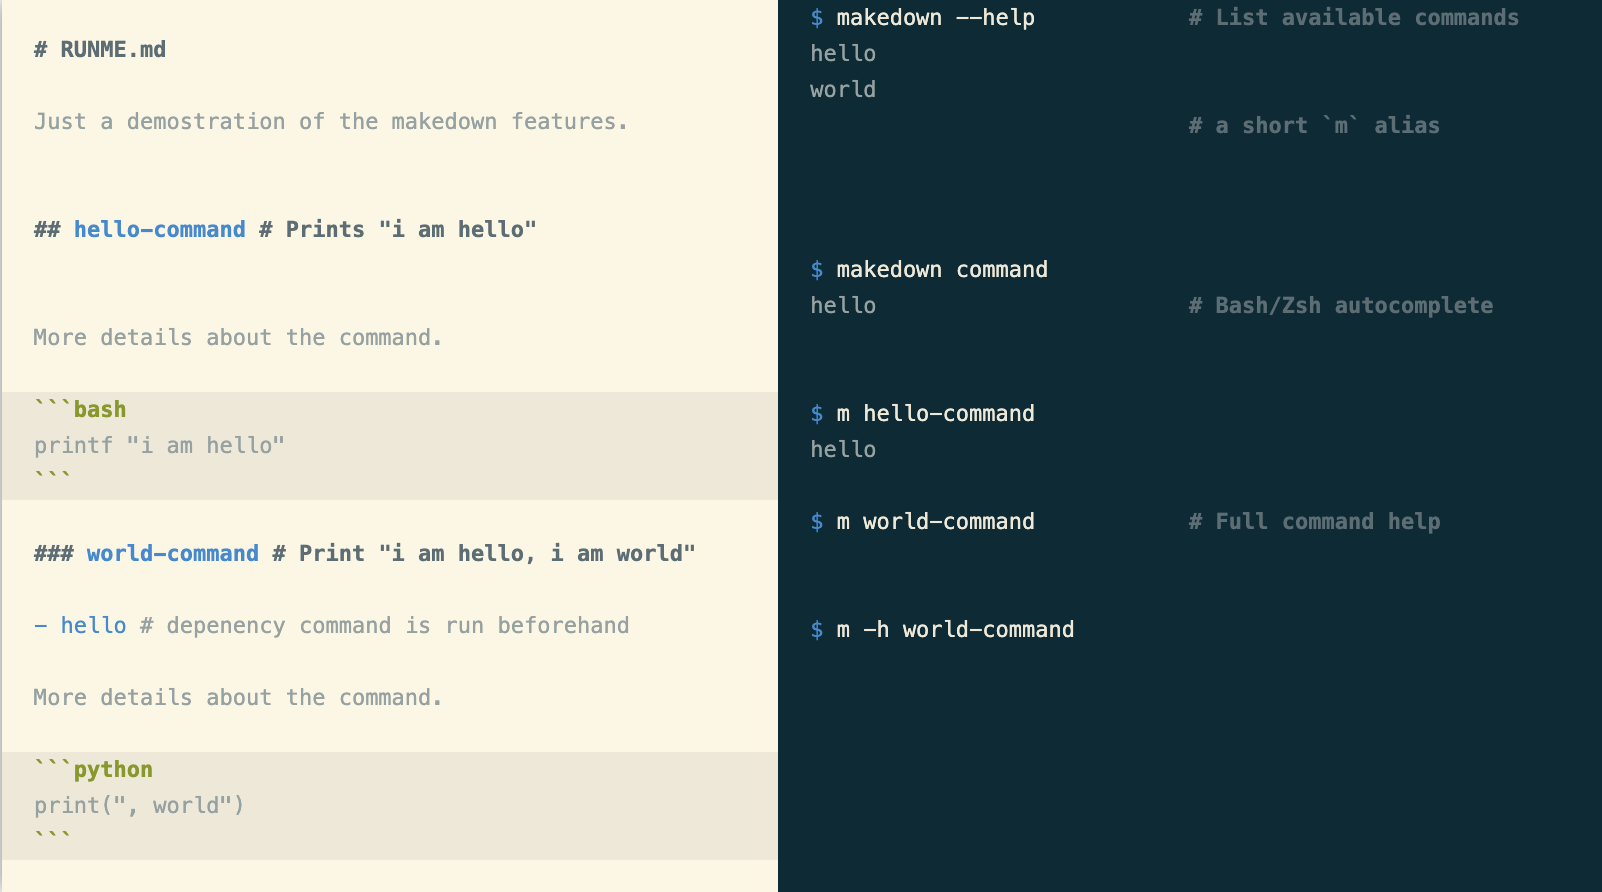 # RUNME.md
Just a demostration of the makedown features.
## hello-command # Prints "i am hello"
More details about the command.
```bash
printf "i am hello"
```
### world-command # Print "i am hello, i am world"
- hello # depenency command is run beforehand
More details about the command.
```python
print(", world")
```
$ makedown --help # List available commands
hello
world
# a short `m` alias
$ makedown command
hello # Bash/Zsh autocomplete
$ m hello-command
hello
$ m world-command # Full command help
$ m -h world-command